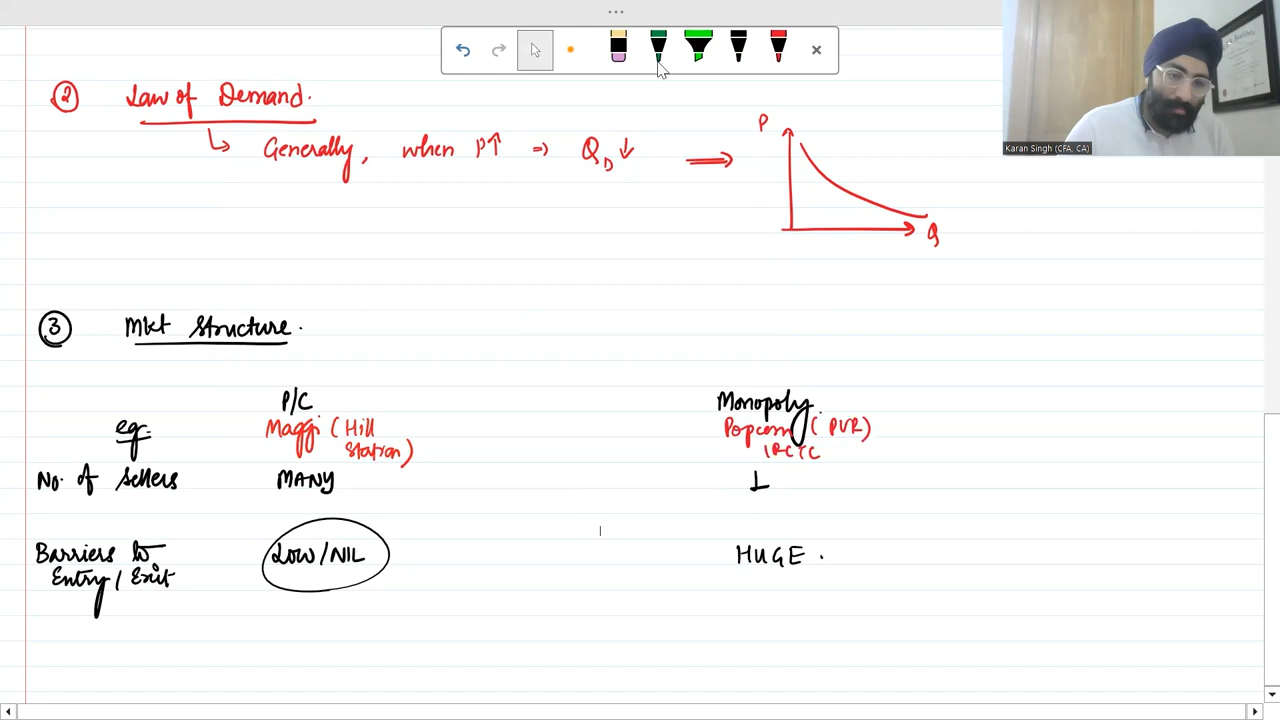 Karan Singh (CFA, CA)
② Law of Demand.
↳ Generally, when P↑ ⇒ Q_D ↓ ⟹
P
Q
③ Mkt Structure.
P/C Monopoly.
eg. Maggi (Hill Station) Popcorn (PVR)
IRCTC
No. of Sellers MANY 1
Barriers to Entry/Exit Low/NIL HUGE.